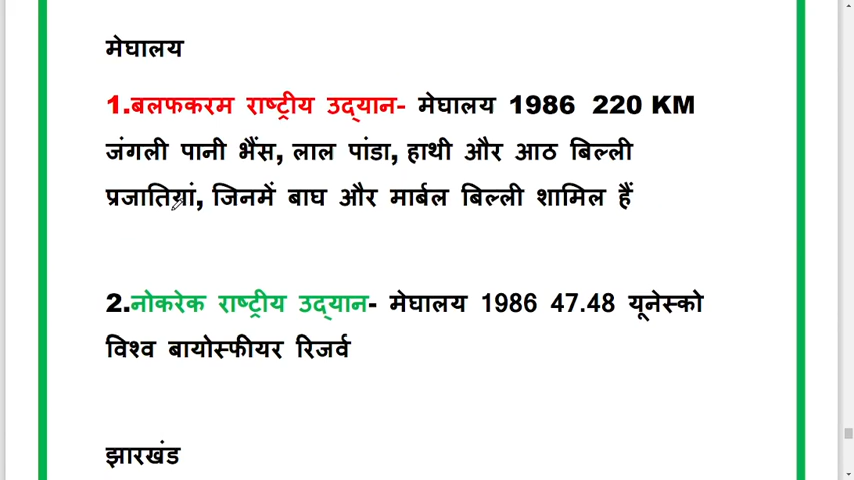 मेघालय
1.बलफकरम राष्ट्रीय उद्यान- मेघालय 1986 220 KM
जंगली पानी भैंस, लाल पांडा, हाथी और आठ बिल्ली
प्रजातियां, जिनमें बाघ और मार्बल बिल्ली शामिल हैं
2.नोकरेक राष्ट्रीय उद्यान- मेघालय 1986 47.48 यूनेस्को
विश्व बायोस्फीयर रिजर्व
झारखंड